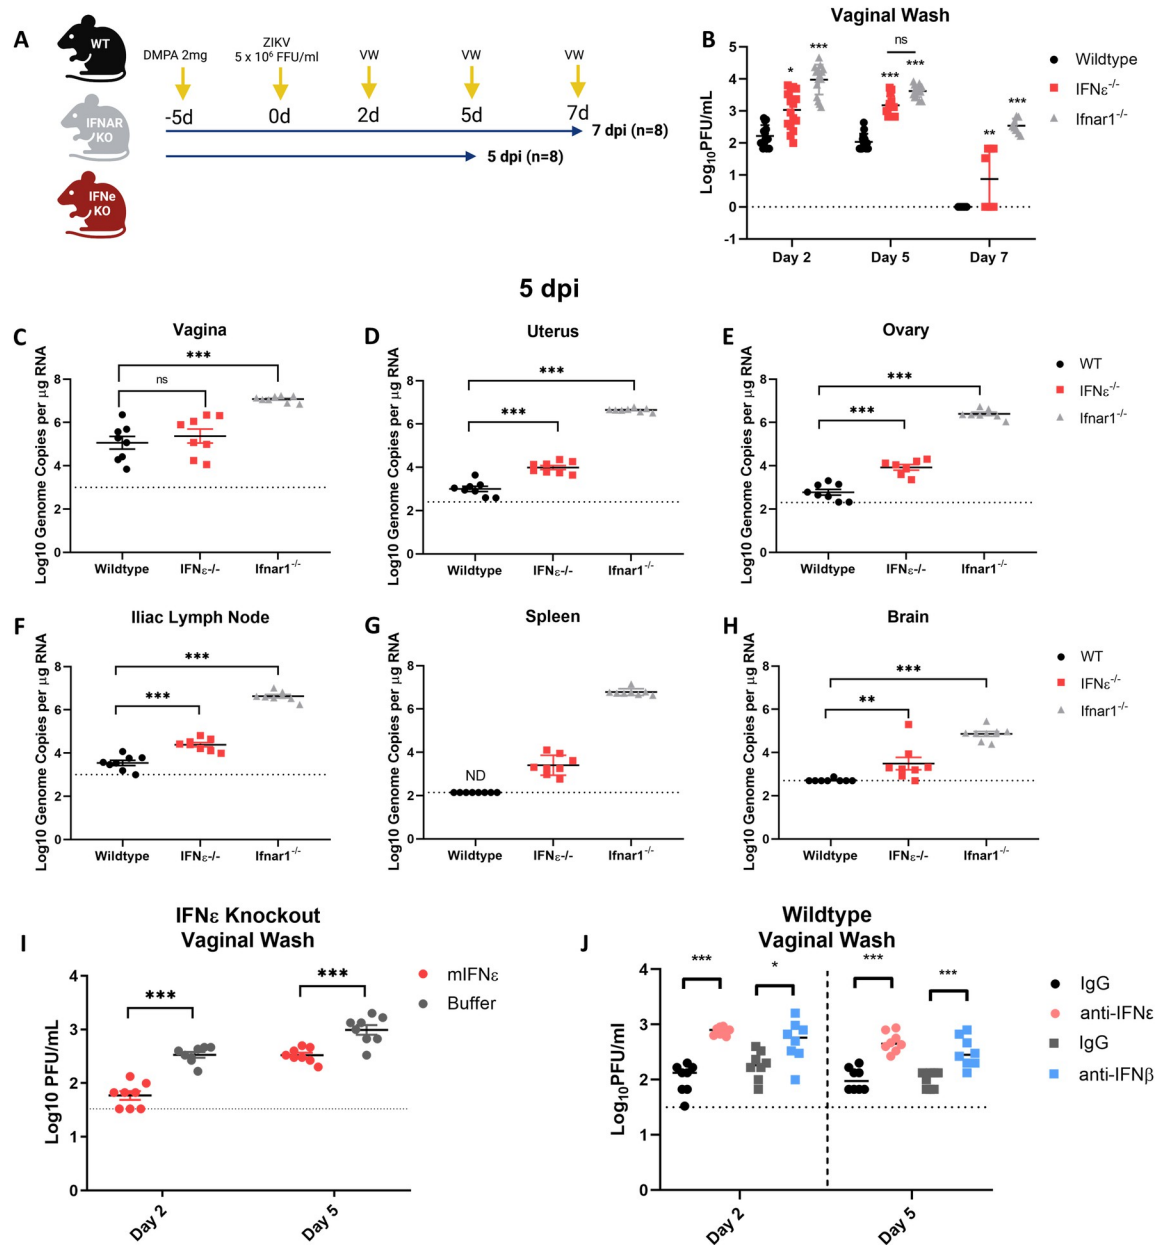 A
WT
IFNAR
KO
IFNe
KO
DMPA 2mg
ZIKV
5 x 10⁶ FFU/ml
VW
VW
VW
-5d
0d
2d
5d
7d
7 dpi (n=8)
5 dpi (n=8)
B
Vaginal Wash
Log₁₀PFU/mL
5
4
3
2
1
0
-1
*
***
***
ns
***
**
***
Day 2
Day 5
Day 7
Wildtype
IFNε⁻/⁻
Ifnar1⁻/⁻
5 dpi
C
Vagina
Log10 Genome Copies per μg RNA
8
6
4
2
0
***
ns
Wildtype
IFNε-/-
Ifnar1⁻/⁻
D
Uterus
Log10 Genome Copies per μg RNA
8
6
4
2
0
***
***
Wildtype
IFNε-/-
Ifnar1⁻/⁻
E
Ovary
Log10 Genome Copies per μg RNA
8
6
4
2
0
***
***
Wildtype
IFNε-/-
Ifnar1⁻/⁻
WT
IFNε⁻/⁻
Ifnar1⁻/⁻
F
Iliac Lymph Node
Log10 Genome Copies per μg RNA
8
6
4
2
0
***
***
Wildtype
IFNε-/-
Ifnar1⁻/⁻
G
Spleen
Log10 Genome Copies per μg RNA
8
6
4
2
0
ND
Wildtype
IFNε-/-
Ifnar1⁻/⁻
H
Brain
Log10 Genome Copies per μg RNA
8
6
4
2
0
***
**
Wildtype
IFNε-/-
Ifnar1⁻/⁻
WT
IFNε⁻/⁻
Ifnar1⁻/⁻
I
IFNε Knockout
Vaginal Wash
Log10 PFU/mL
4
3
2
1
0
***
***
Day 2
Day 5
mIFNε
Buffer
J
Wildtype
Vaginal Wash
Log₁₀PFU/ml
4
3
2
1
0
***
*
***
***
Day 2
Day 5
IgG
anti-IFNε
IgG
anti-IFNβ